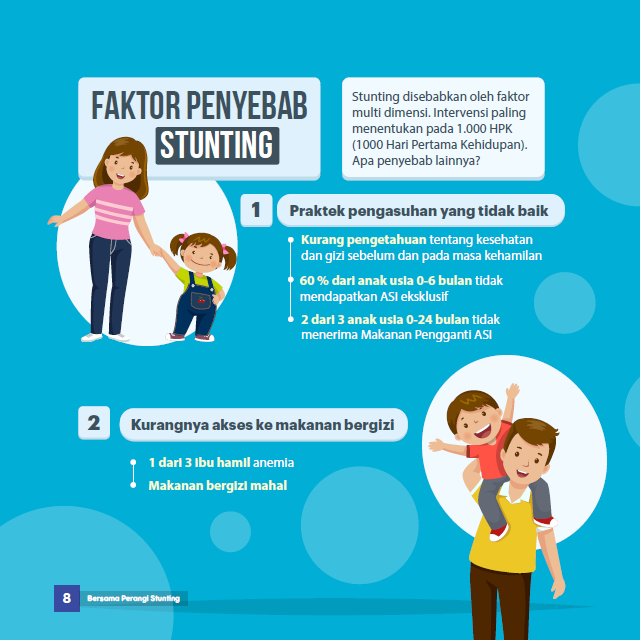 FAKTOR PENYEBAB
STUNTING
Stunting disebabkan oleh faktor
multi dimensi. Intervensi paling
menentukan pada 1.000 HPK
(1000 Hari Pertama Kehidupan).
Apa penyebab lainnya?
1 Praktek pengasuhan yang tidak baik
Kurang pengetahuan tentang kesehatan
dan gizi sebelum dan pada masa kehamilan
60 % dari anak usia 0-6 bulan tidak
mendapatkan ASI eksklusif
2 dari 3 anak usia 0-24 bulan tidak
menerima Makanan Pengganti ASI
2 Kurangnya akses ke makanan bergizi
1 dari 3 ibu hamil anemia
Makanan bergizi mahal
8 Bersama Perangi Stunting